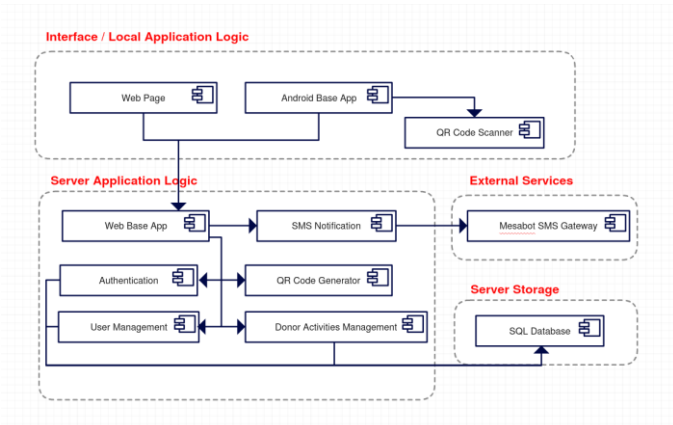 Interface / Local Application Logic
Web Page
Android Base App
QR Code Scanner
Server Application Logic
External Services
Web Base App
SMS Notification
Mesabot SMS Gateway
Authentication
QR Code Generator
Server Storage
User Management
Donor Activities Management
SQL Database